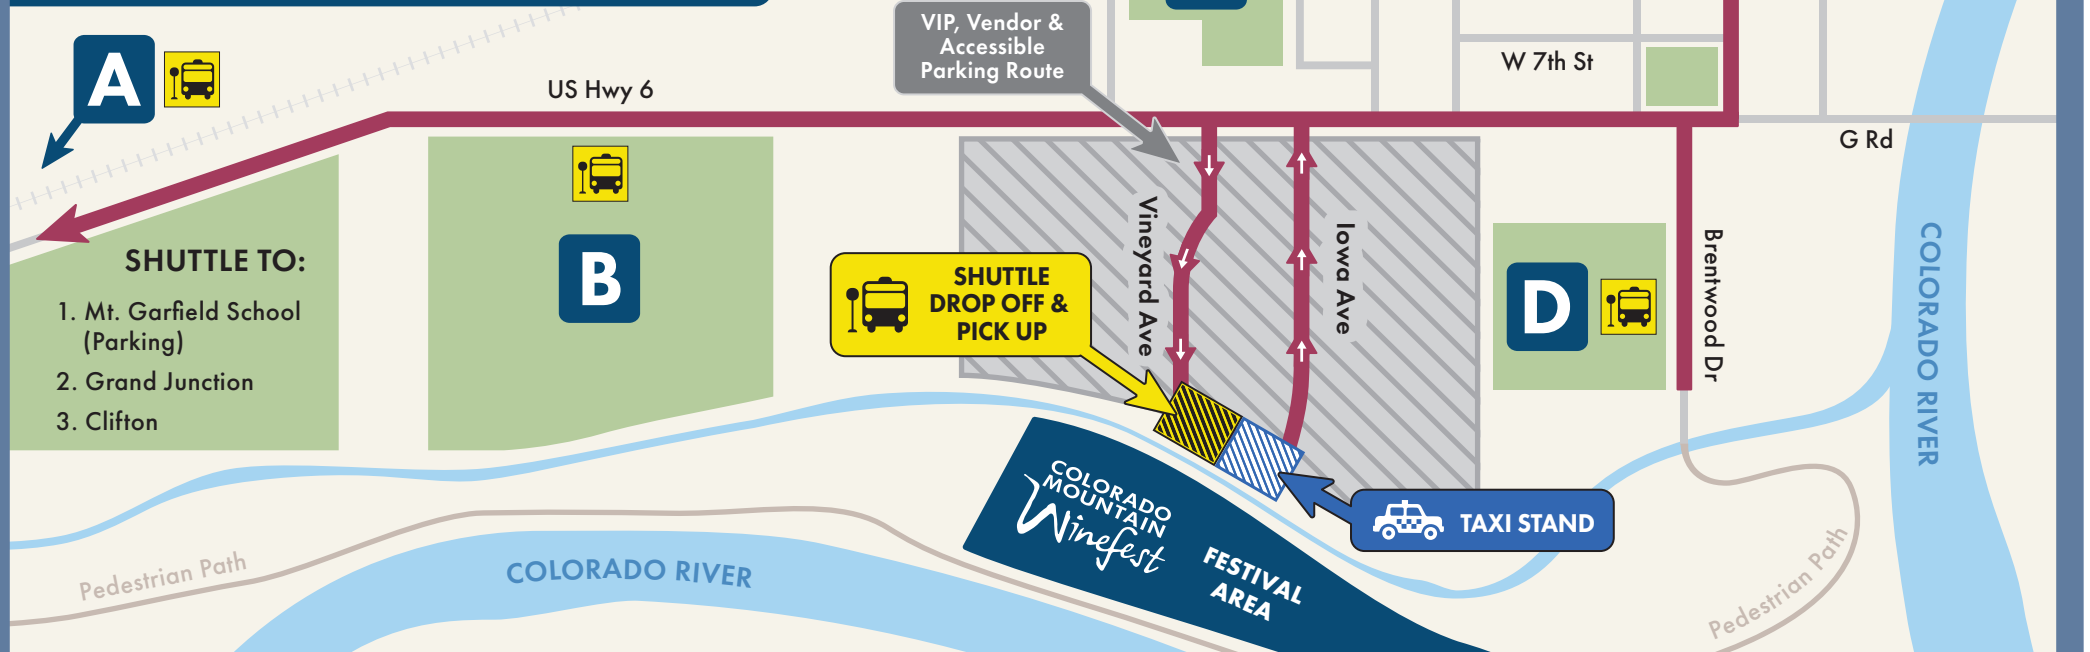 VIP, Vendor &
Accessible
Parking Route
A
US Hwy 6
W 7th St
G Rd
B
SHUTTLE TO:
1. Mt. Garfield School
(Parking)
2. Grand Junction
3. Clifton
SHUTTLE
DROP OFF &
PICK UP
Vineyard Ave
Iowa Ave
D
Brentwood Dr
COLORADO RIVER
COLORADO
MOUNTAIN
Winefest
FESTIVAL
AREA
TAXI STAND
Pedestrian Path
COLORADO RIVER
Pedestrian Path